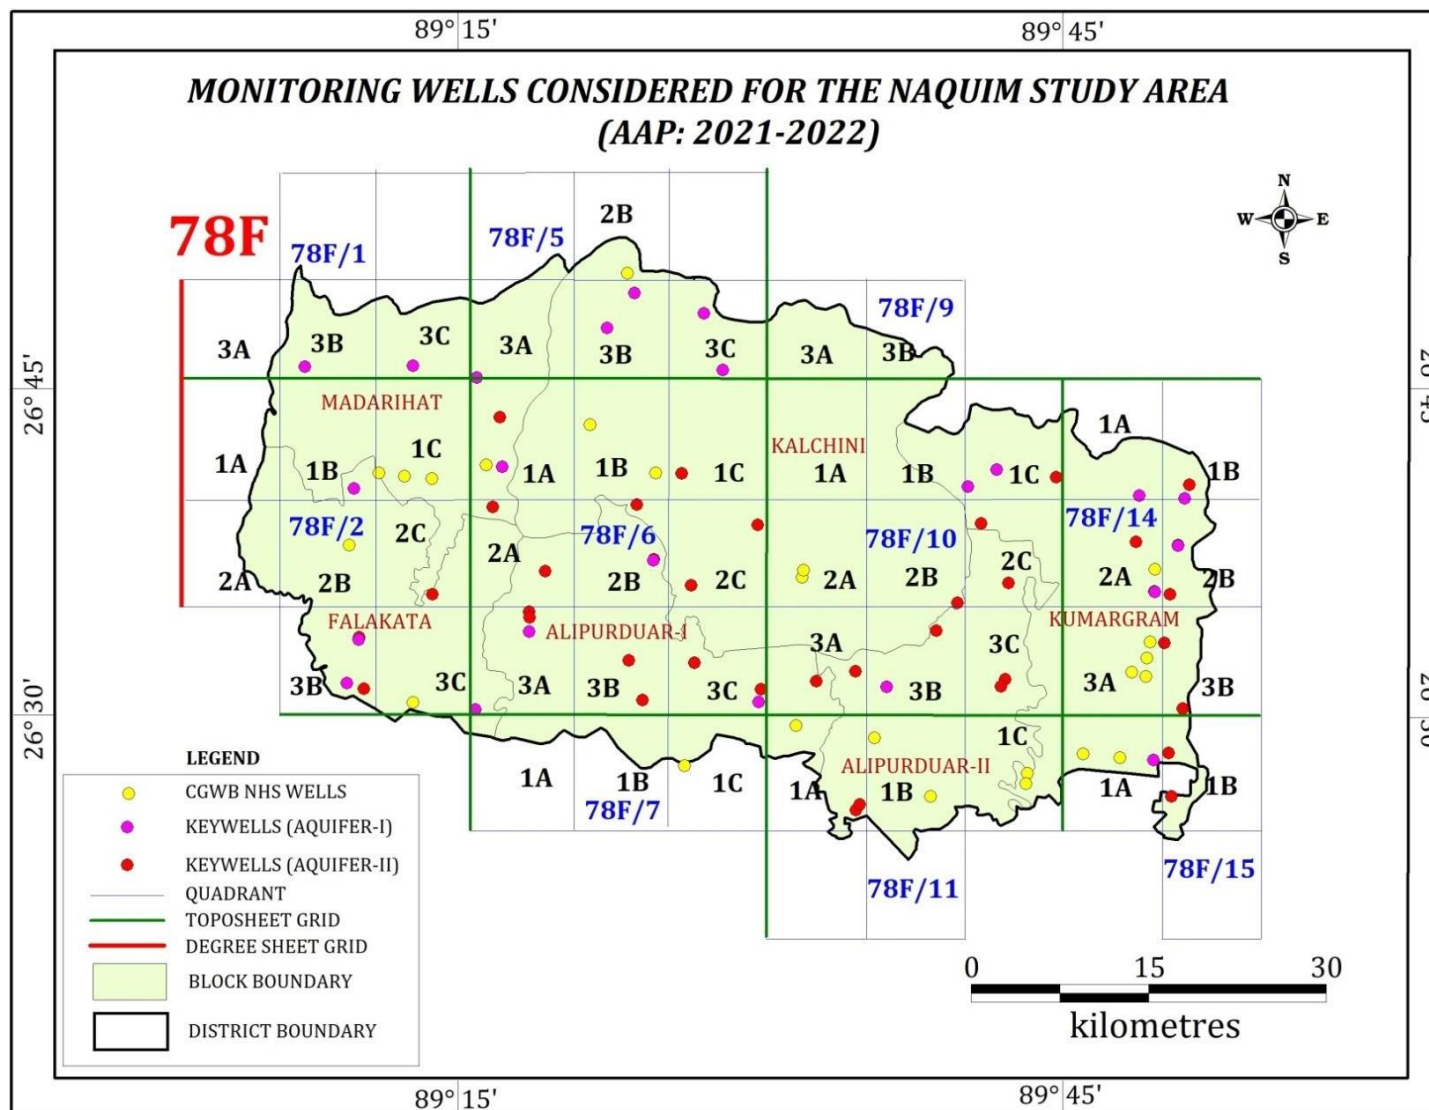 89° 15'
89° 45'
MONITORING WELLS CONSIDERED FOR THE NAQUIM STUDY AREA
(AAP: 2021-2022)
N
W E
S
78F
2B
78F/1
78F/5
78F/9
3A 3B 3C 3A 3B 3C 3A 3B
26° 45'
MADARIHAT
KALCHINI
1A
1A 1B 1C 1A 1B 1C 1A 1B 1C 1B
78F/2
78F/6
78F/10
78F/14
2C 2A 2C
2A 2B 2B 2C 2A 2B 2A 2B
FALAKATA
ALIPURDUAR-I
KUMARGRAM
3A 3C
3B 3C 3A 3B 3C 3B 3A 3B
26° 30'
1C
ALIPURDUAR-II
1A 1B 1C 1A 1B 1A 1B
78F/7
78F/11
78F/15
LEGEND
CGWB NHS WELLS
KEYWELLS (AQUIFER-I)
KEYWELLS (AQUIFER-II)
QUADRANT
TOPOSHEET GRID
DEGREE SHEET GRID
BLOCK BOUNDARY
DISTRICT BOUNDARY
0 15 30
kilometres
89° 15'
89° 45'